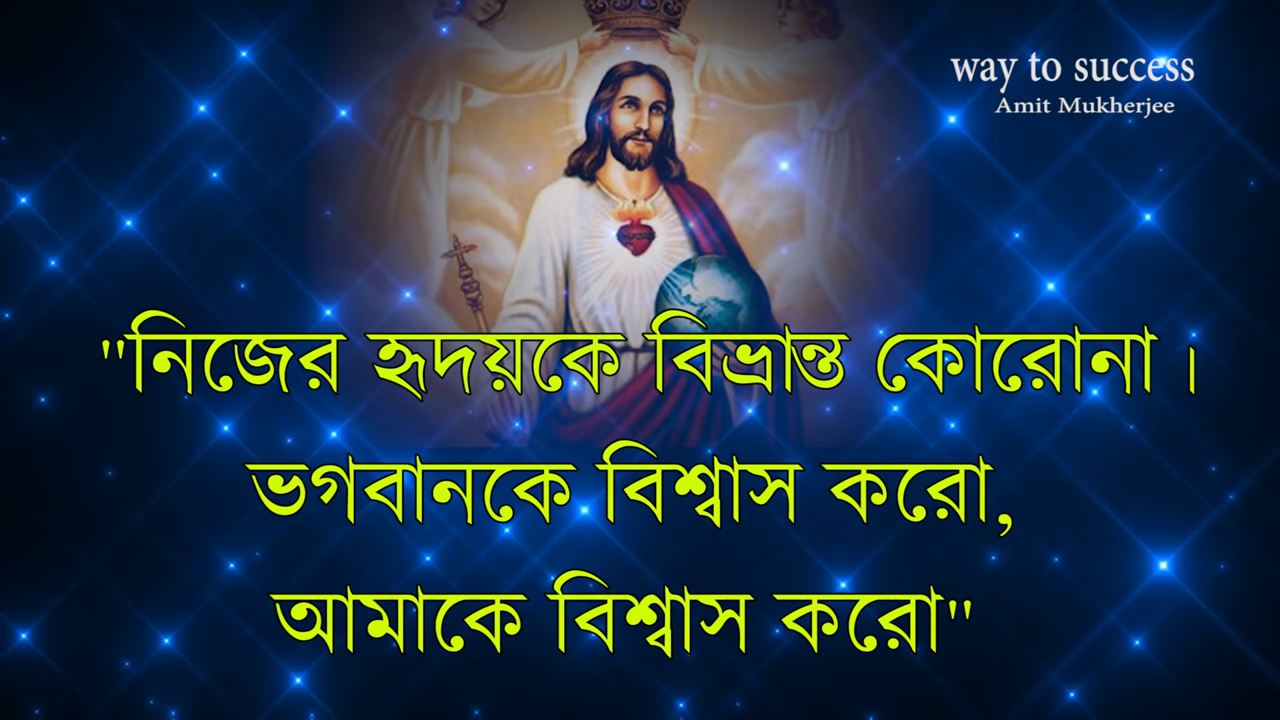 way to success
Amit Mukherjee
"নিজের হৃদয়কে বিভ্রান্ত কোরোনা।
ভগবানকে বিশ্বাস করো,
আমাকে বিশ্বাস করো"